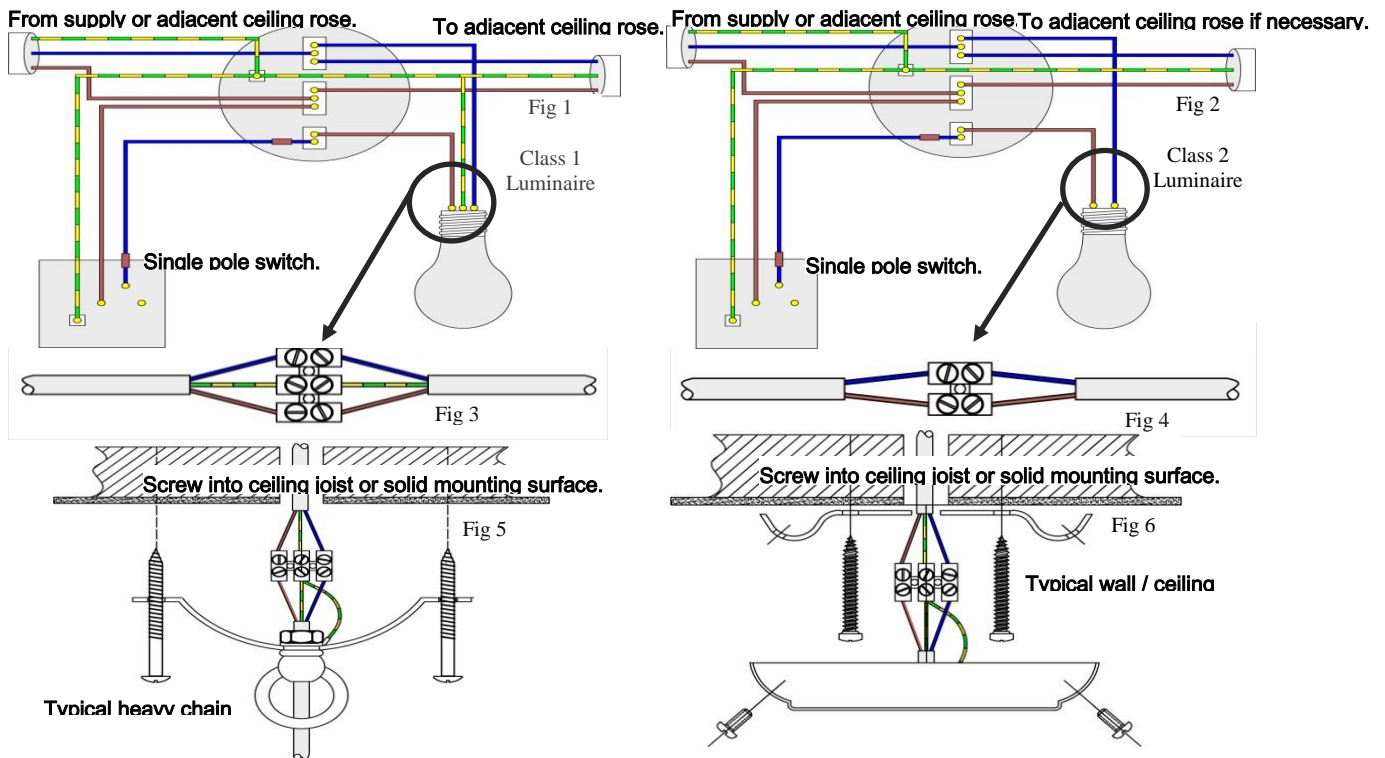 From supply or adjacent ceiling rose.
To adjacent ceiling rose.
Fig 1
Class 1
Luminaire
Single pole switch.
Fig 3
From supply or adjacent ceiling rose.
To adjacent ceiling rose if necessary.
Fig 2
Class 2
Luminaire
Single pole switch.
Fig 4
Screw into ceiling joist or solid mounting surface.
Fig 5
Typical heavy chain
Screw into ceiling joist or solid mounting surface.
Fig 6
Typical wall / ceiling